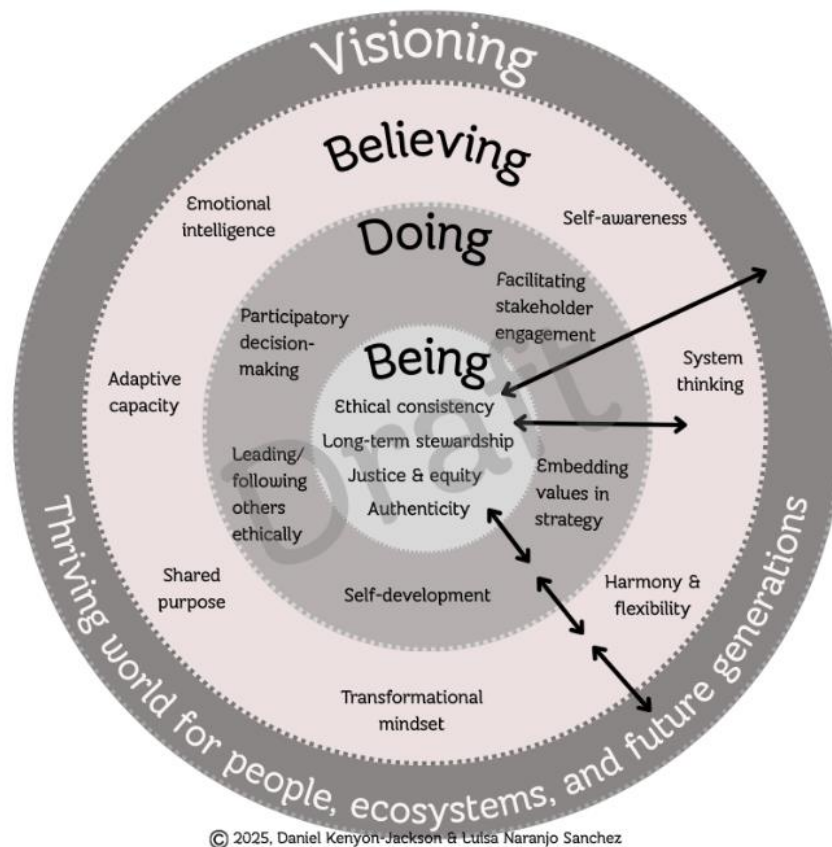 Visioning
Believing
Emotional
intelligence
Self-awareness
Doing
Facilitating
stakeholder
engagement
Participatory
decision-
making
Being
System
thinking
Adaptive
capacity
Ethical consistency
Long-term stewardship
Justice & equity
Authenticity
Leading/
following
others
ethically
Embedding
values in
strategy
Draft
Shared
purpose
Self-development
Harmony &
flexibility
Transformational
mindset
Thriving world for people, ecosystems, and future generations
© 2025, Daniel Kenyon-Jackson & Luisa Naranjo Sanchez